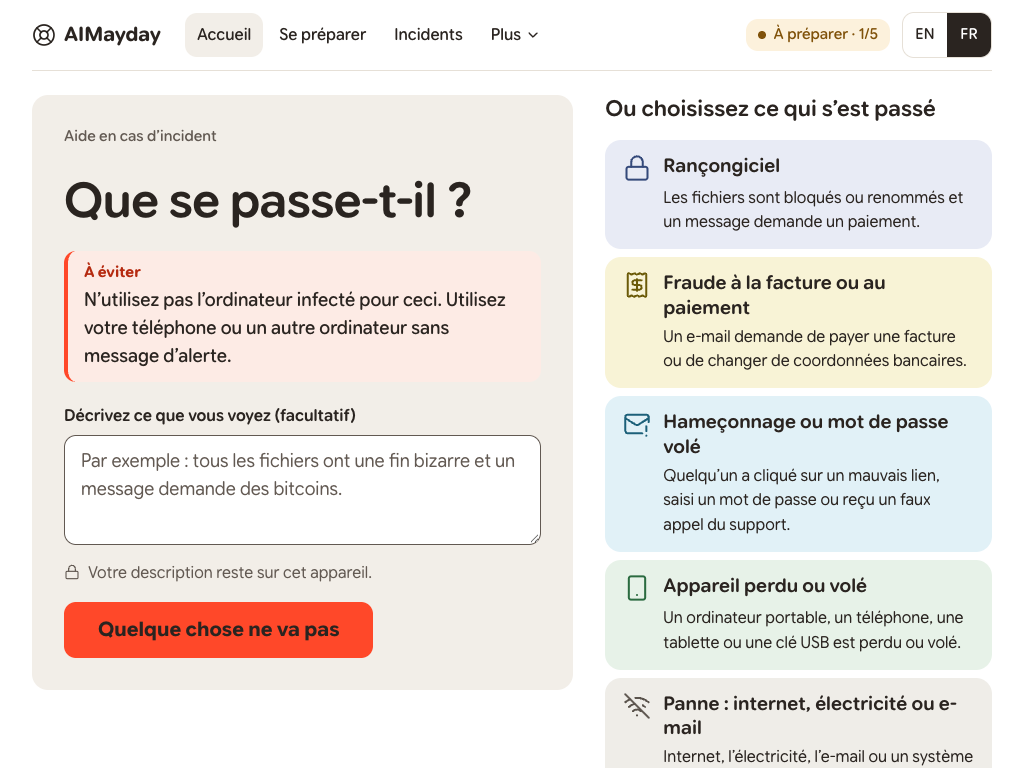 AIMayday
Accueil
Se préparer
Incidents
Plus
À préparer · 1/5
EN
FR
Aide en cas d’incident
Que se passe-t-il ?
À éviter
N’utilisez pas l’ordinateur infecté pour ceci. Utilisez
votre téléphone ou un autre ordinateur sans
message d’alerte.
Décrivez ce que vous voyez (facultatif)
Par exemple : tous les fichiers ont une fin bizarre et un
message demande des bitcoins.
Votre description reste sur cet appareil.
Quelque chose ne va pas
Ou choisissez ce qui s’est passé
Rançongiciel
Les fichiers sont bloqués ou renommés et
un message demande un paiement.
Fraude à la facture ou au
paiement
Un e-mail demande de payer une facture
ou de changer de coordonnées bancaires.
Hameçonnage ou mot de passe
volé
Quelqu’un a cliqué sur un mauvais lien,
saisi un mot de passe ou reçu un faux
appel du support.
Appareil perdu ou volé
Un ordinateur portable, un téléphone, une
tablette ou une clé USB est perdu ou volé.
Panne : internet, électricité ou e-
mail
Internet, l’électricité, l’e-mail ou un système